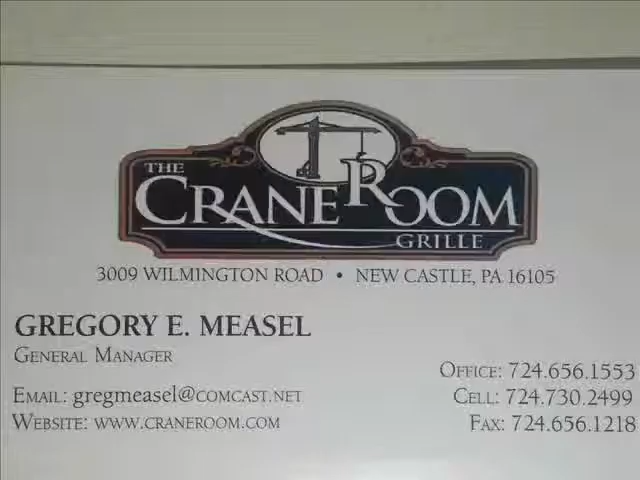 THE
CRANE ROOM
GRILLE
3009 WILMINGTON ROAD • NEW CASTLE, PA 16105
GREGORY E. MEASEL
GENERAL MANAGER
EMAIL: gregmeasel@COMCAST.NET
WEBSITE: WWW.CRANEROOM.COM
OFFICE: 724.656.1553
CELL: 724.730.2499
FAX: 724.656.1218